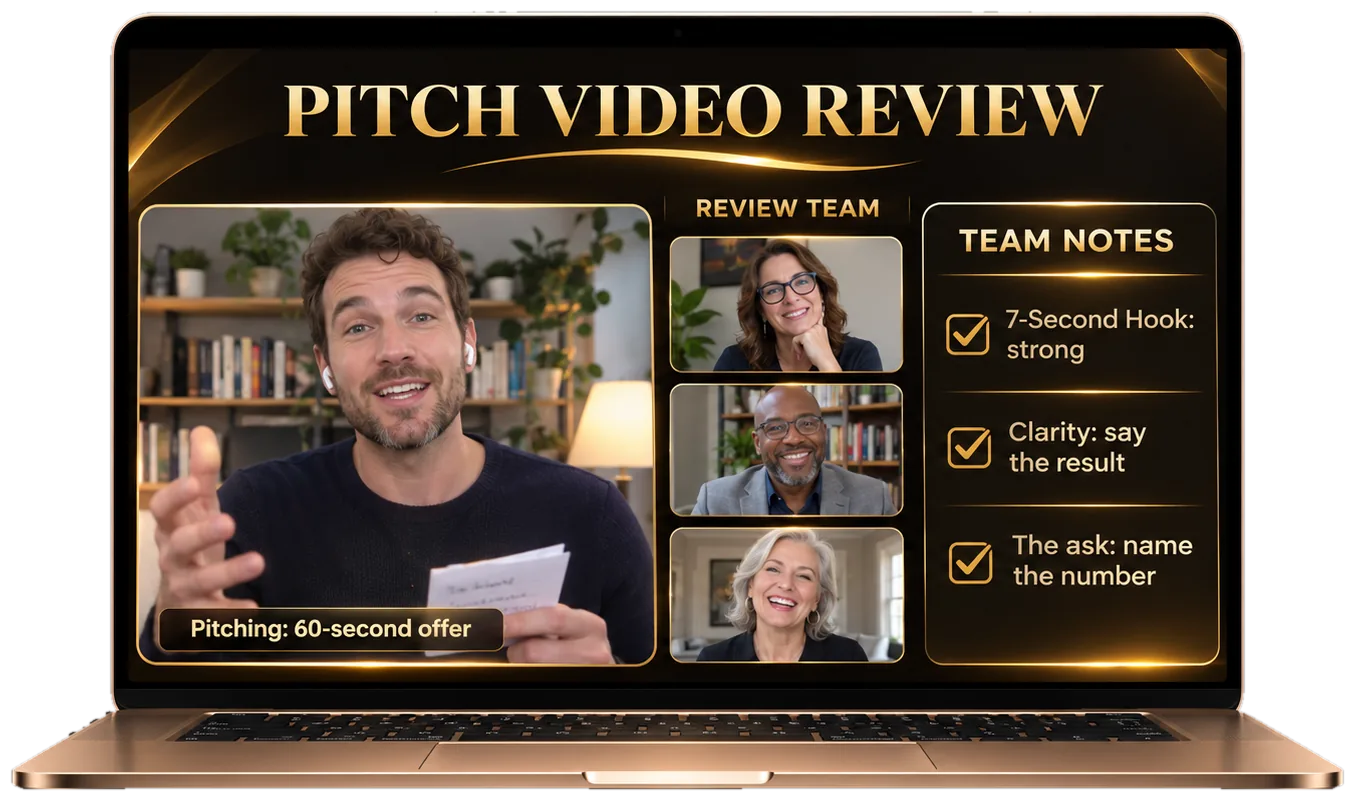 PITCH VIDEO REVIEW
REVIEW TEAM
Pitching: 60-second offer
TEAM NOTES
7-Second Hook:
strong
Clarity: say
the result
The ask: name
the number